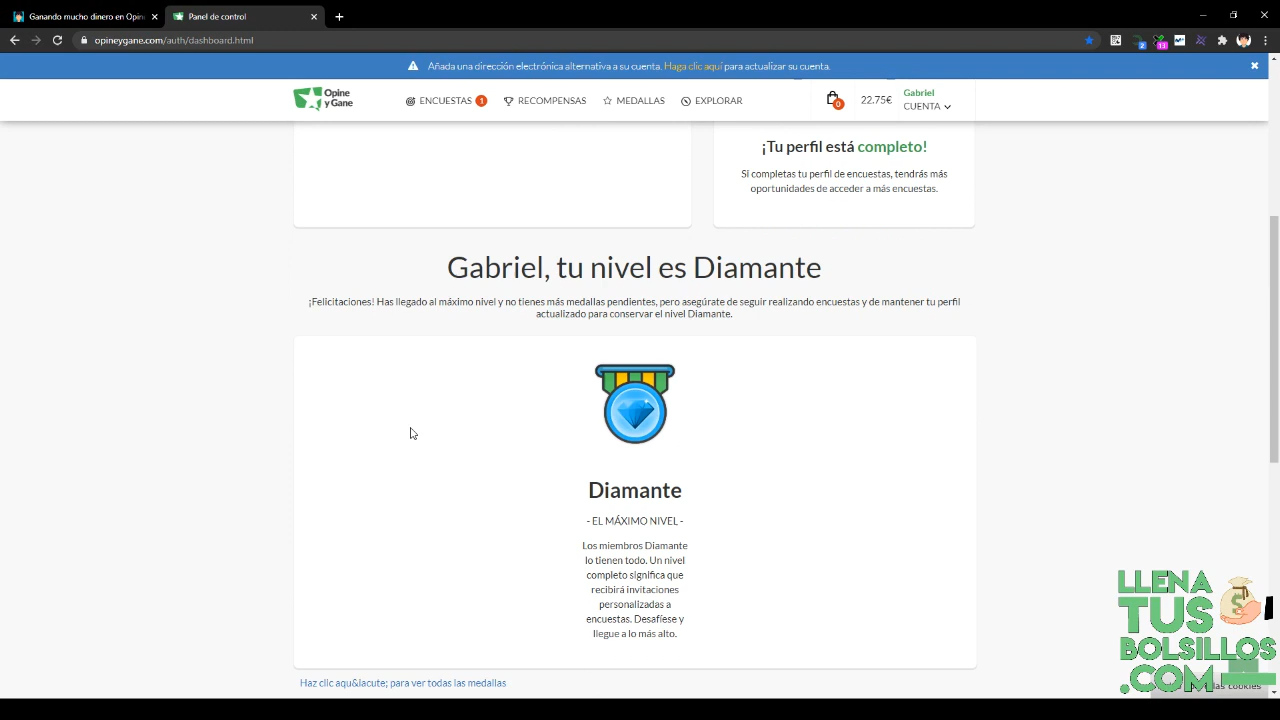 Ganando mucho dinero en Opin
Panel de control
opineygane.com/auth/dashboard.html
2
13
Añada una dirección electrónica alternativa a su cuenta. Haga clic aquí para actualizar su cuenta.
Opine
y Gane
ENCUESTAS 1
RECOMPENSAS
MEDALLAS
EXPLORAR
0
22.75€
Gabriel
CUENTA
¡Tu perfil está completo!
Si completas tu perfil de encuestas, tendrás más
oportunidades de acceder a más encuestas.
Gabriel, tu nivel es Diamante
¡Felicitaciones! Has llegado al máximo nivel y no tienes más medallas pendientes, pero asegúrate de seguir realizando encuestas y de mantener tu perfil
actualizado para conservar el nivel Diamante.
Diamante
- EL MÁXIMO NIVEL -
Los miembros Diamante
lo tienen todo. Un nivel
completo significa que
recibirá invitaciones
personalizadas a
encuestas. Desafíese y
llegue a lo más alto.
Haz clic aqu&iacute; para ver todas las medallas
LLENA
TUS
BOLSILLOS
.COM
cookies